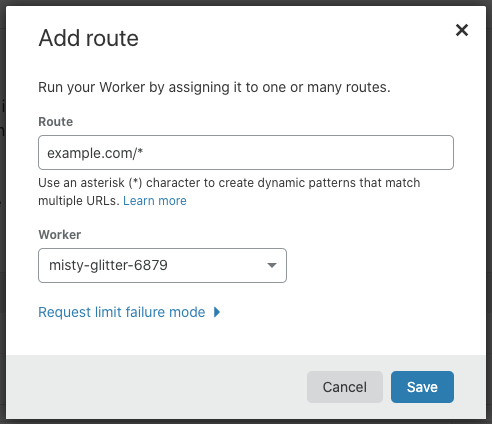 Add route
Run your Worker by assigning it to one or many routes.
Route
example.com/*
Use an asterisk (*) character to create dynamic patterns that match
multiple URLs. Learn more
Worker
misty-glitter-6879
Request limit failure mode
Cancel
Save